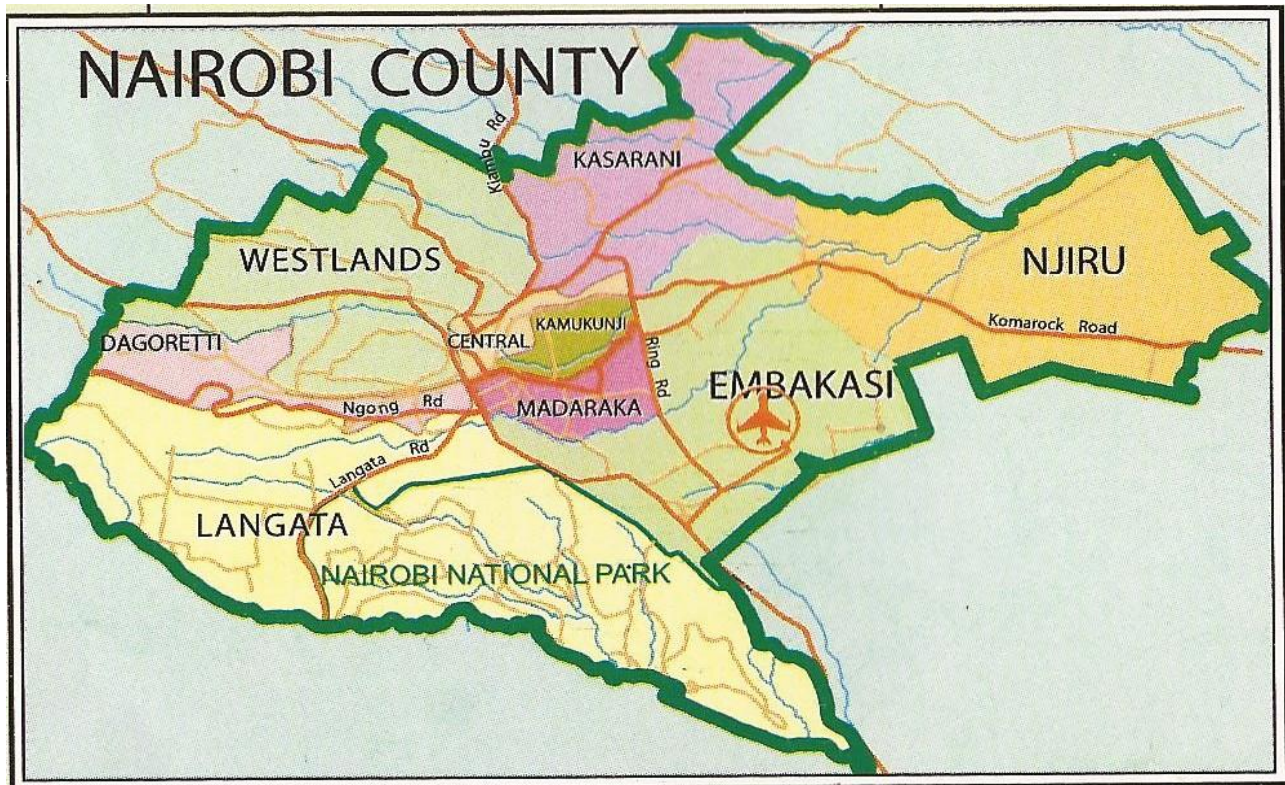 NAIROBI COUNTY
Kiambu Rd
KASARANI
WESTLANDS
NJIRU
Komarock Road
DAGORETTI
CENTRAL
KAMUKUNJI
Ring Rd
EMBAKASI
Ngong Rd
MADARAKA
Langata Rd
LANGATA
NAIROBI NATIONAL PARK